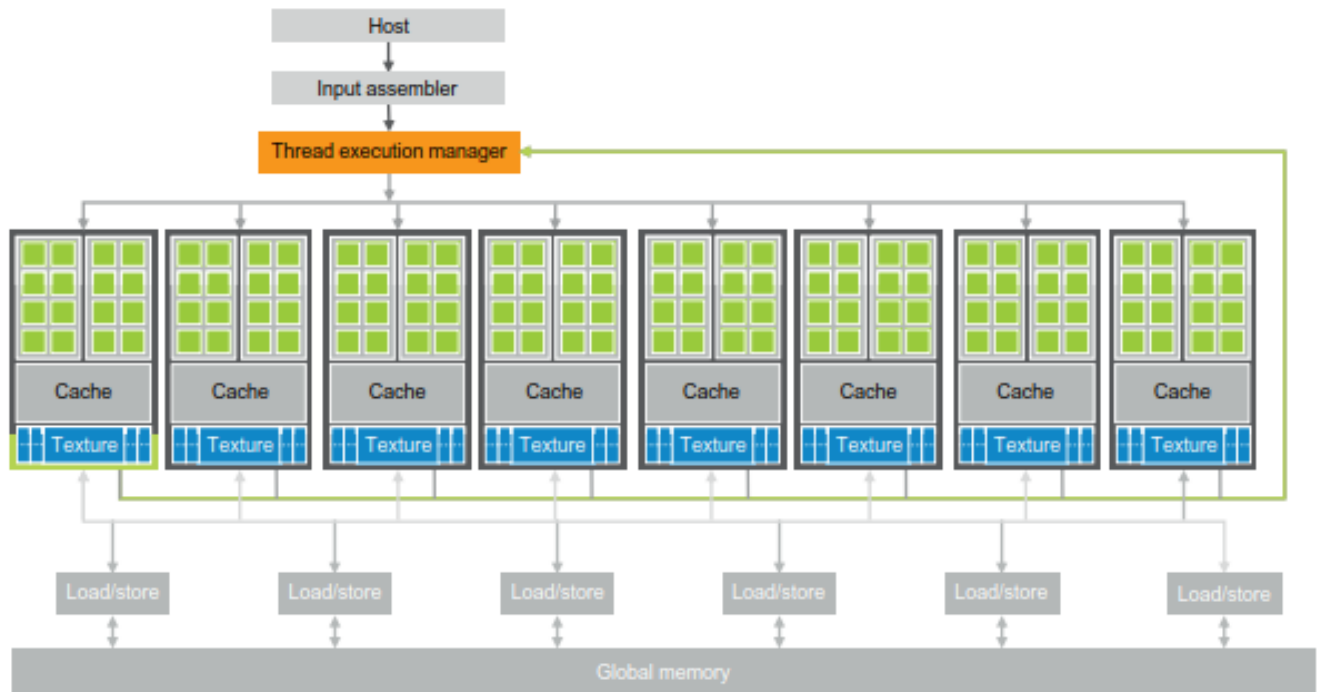 Host
Input assembler
Thread execution manager
Cache Cache Cache Cache Cache Cache Cache Cache
Texture Texture Texture Texture Texture Texture Texture Texture
Load/store Load/store Load/store Load/store Load/store Load/store
Global memory